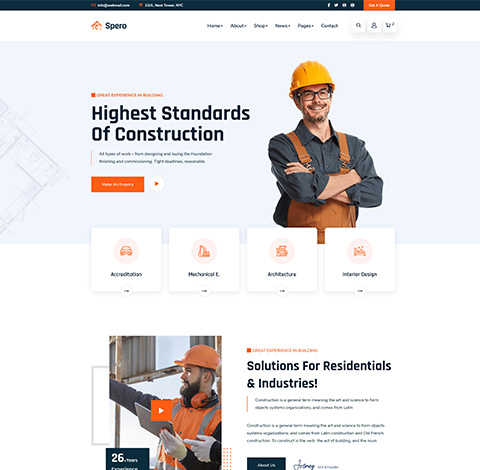 info@webmail.com
Get A Quote
Spero
Home About Shop News Pages Contact
2
GREAT EXPERIENCE IN BUILDING
Highest Standards
Of Construction
All types of work – from designing and laying the Foundation
finishing and commissioning. Tight deadlines, reasonable.
Make An Enquiry
Accreditation
Mechanical E.
Architecture
Interior Design
GREAT EXPERIENCE IN BUILDING
Solutions For Residentials
& Industries!
Construction is a general term meaning the art and science to form
objects systems organizations, and comes from Latin
Construction is a general term meaning the art and science to form objects
systems organizations, and comes from Latin construction and Old French
construction. To construct is the verb, the act of building, and the noun
26+Years
Experience
About Us
CEO & Founder